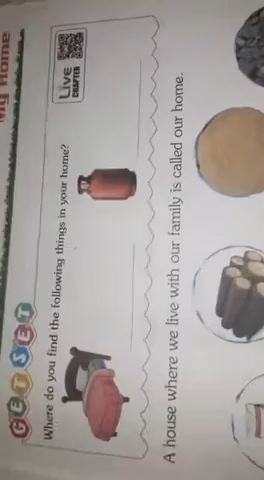 My Home
LIVE
CHAPTER
GET SET
Where do you find the following things in your home?
A house where we live with our family is called our home.